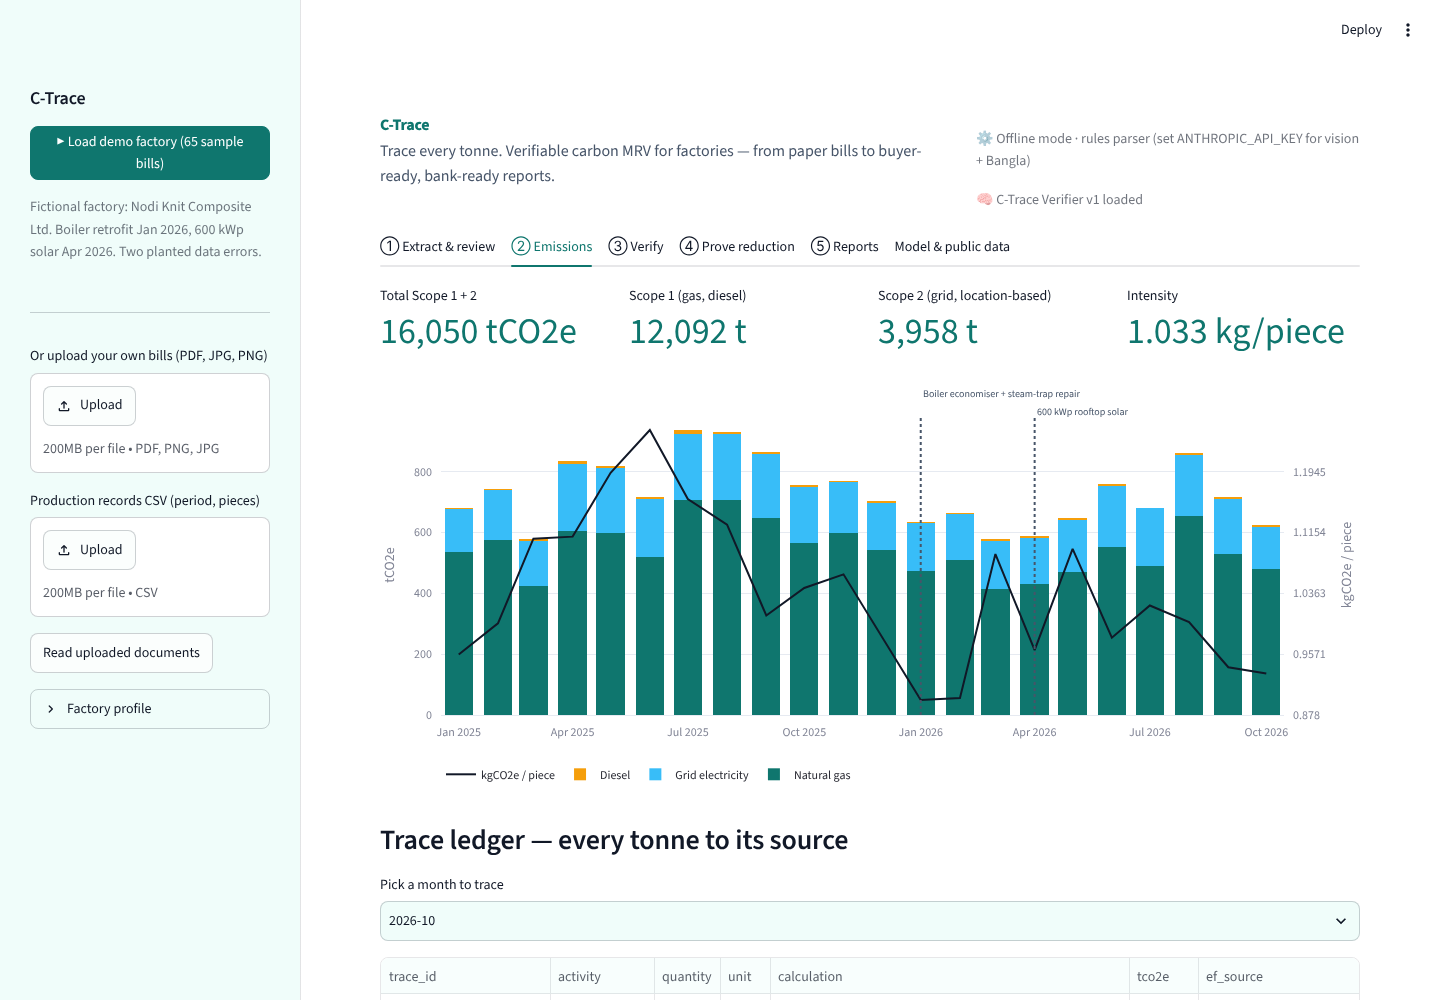 Deploy
C-Trace
▶ Load demo factory (65 sample
bills)
Fictional factory: Nodi Knit Composite
Ltd. Boiler retrofit Jan 2026, 600 kWp
solar Apr 2026. Two planted data errors.
Or upload your own bills (PDF, JPG, PNG)
Upload
200MB per file • PDF, PNG, JPG
Production records CSV (period, pieces)
Upload
200MB per file • CSV
Read uploaded documents
Factory profile
C-Trace
Trace every tonne. Verifiable carbon MRV for factories — from paper bills to buyer-
ready, bank-ready reports.
⚙️ Offline mode · rules parser (set ANTHROPIC_API_KEY for vision
+ Bangla)
🧠 C-Trace Verifier v1 loaded
① Extract & review ② Emissions ③ Verify ④ Prove reduction ⑤ Reports Model & public data
Total Scope 1 + 2
16,050 tCO2e
Scope 1 (gas, diesel)
12,092 t
Scope 2 (grid, location-based)
3,958 t
Intensity
1.033 kg/piece
Boiler economiser + steam-trap repair
600 kWp rooftop solar
tCO2e
800
600
400
200
0
1.1945
1.1154
1.0363
0.9571
0.878
kgCO2e / piece
Jan 2025 Apr 2025 Jul 2025 Oct 2025 Jan 2026 Apr 2026 Jul 2026 Oct 2026
kgCO2e / piece Diesel Grid electricity Natural gas
Trace ledger — every tonne to its source
Pick a month to trace
2026-10
trace_id activity quantity unit calculation tco2e ef_source